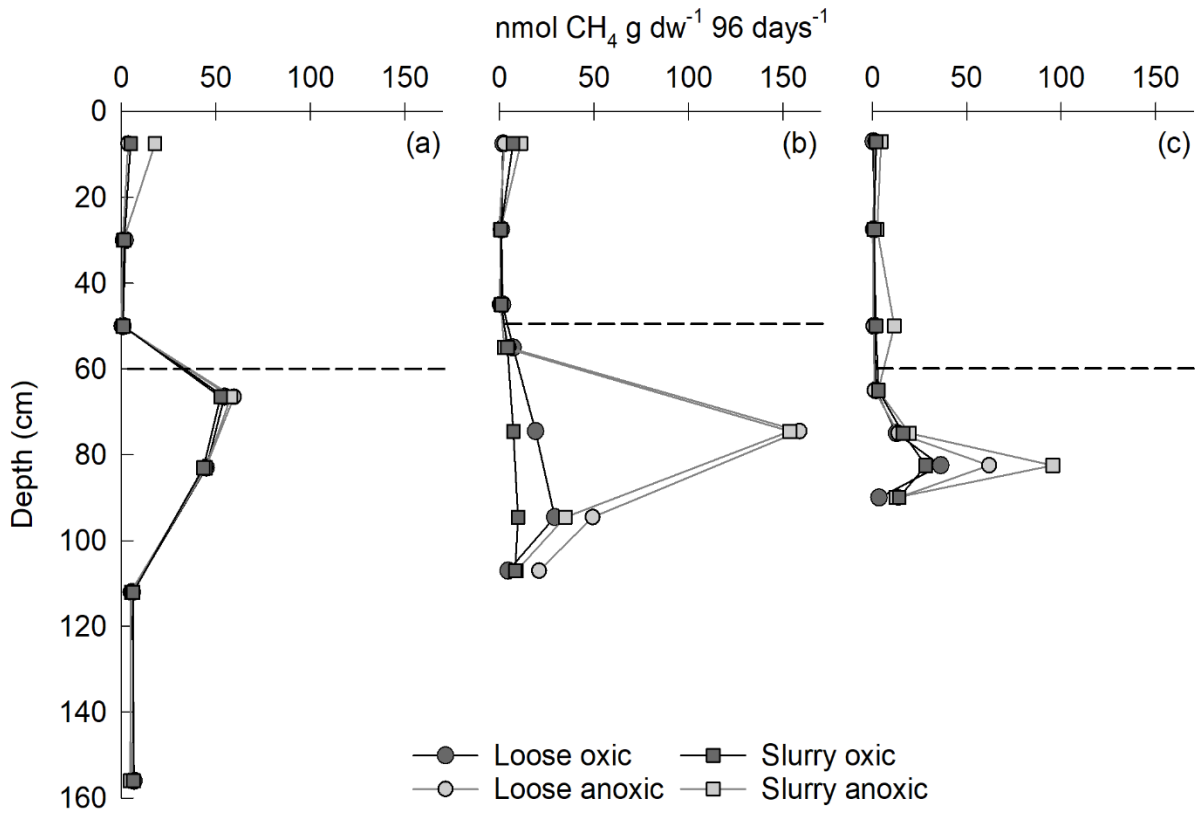 nmol CH₄ g dw⁻¹ 96 days⁻¹
0 50 100 150 0 50 100 150 0 50 100 150
0
(a) (b) (c)
20
40
60
80
100
120
140
160
Depth (cm)
Loose oxic Slurry oxic
Loose anoxic Slurry anoxic